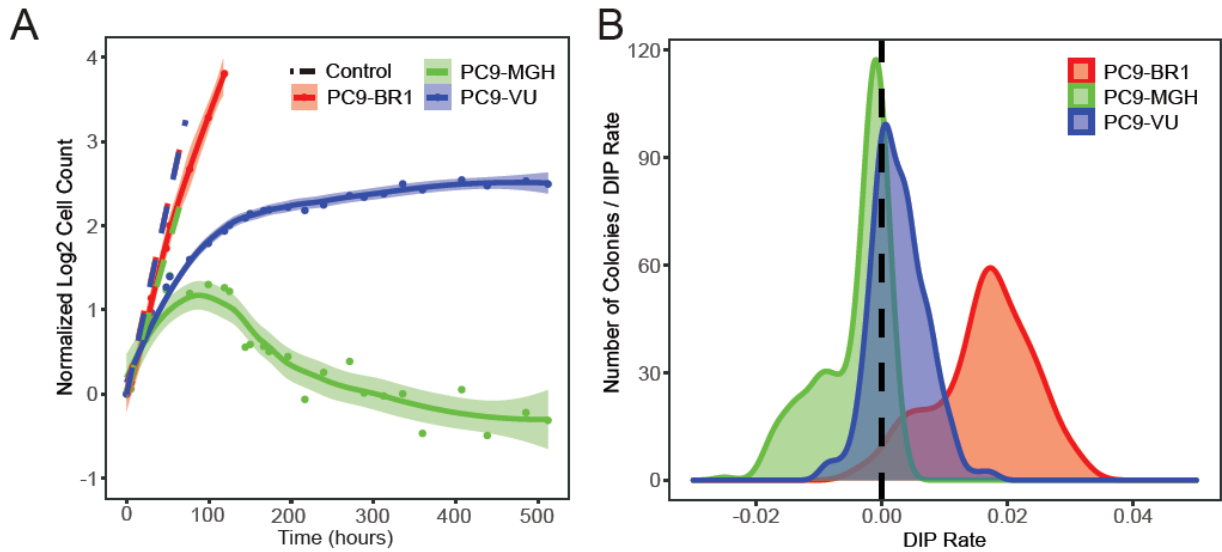 A
Normalized Log2 Cell Count
4
3
2
1
0
-1
Control
PC9-BR1
PC9-MGH
PC9-VU
0 100 200 300 400 500
Time (hours)
B
Number of Colonies / DIP Rate
120
90
60
30
0
PC9-BR1
PC9-MGH
PC9-VU
-0.02 0.00 0.02 0.04
DIP Rate